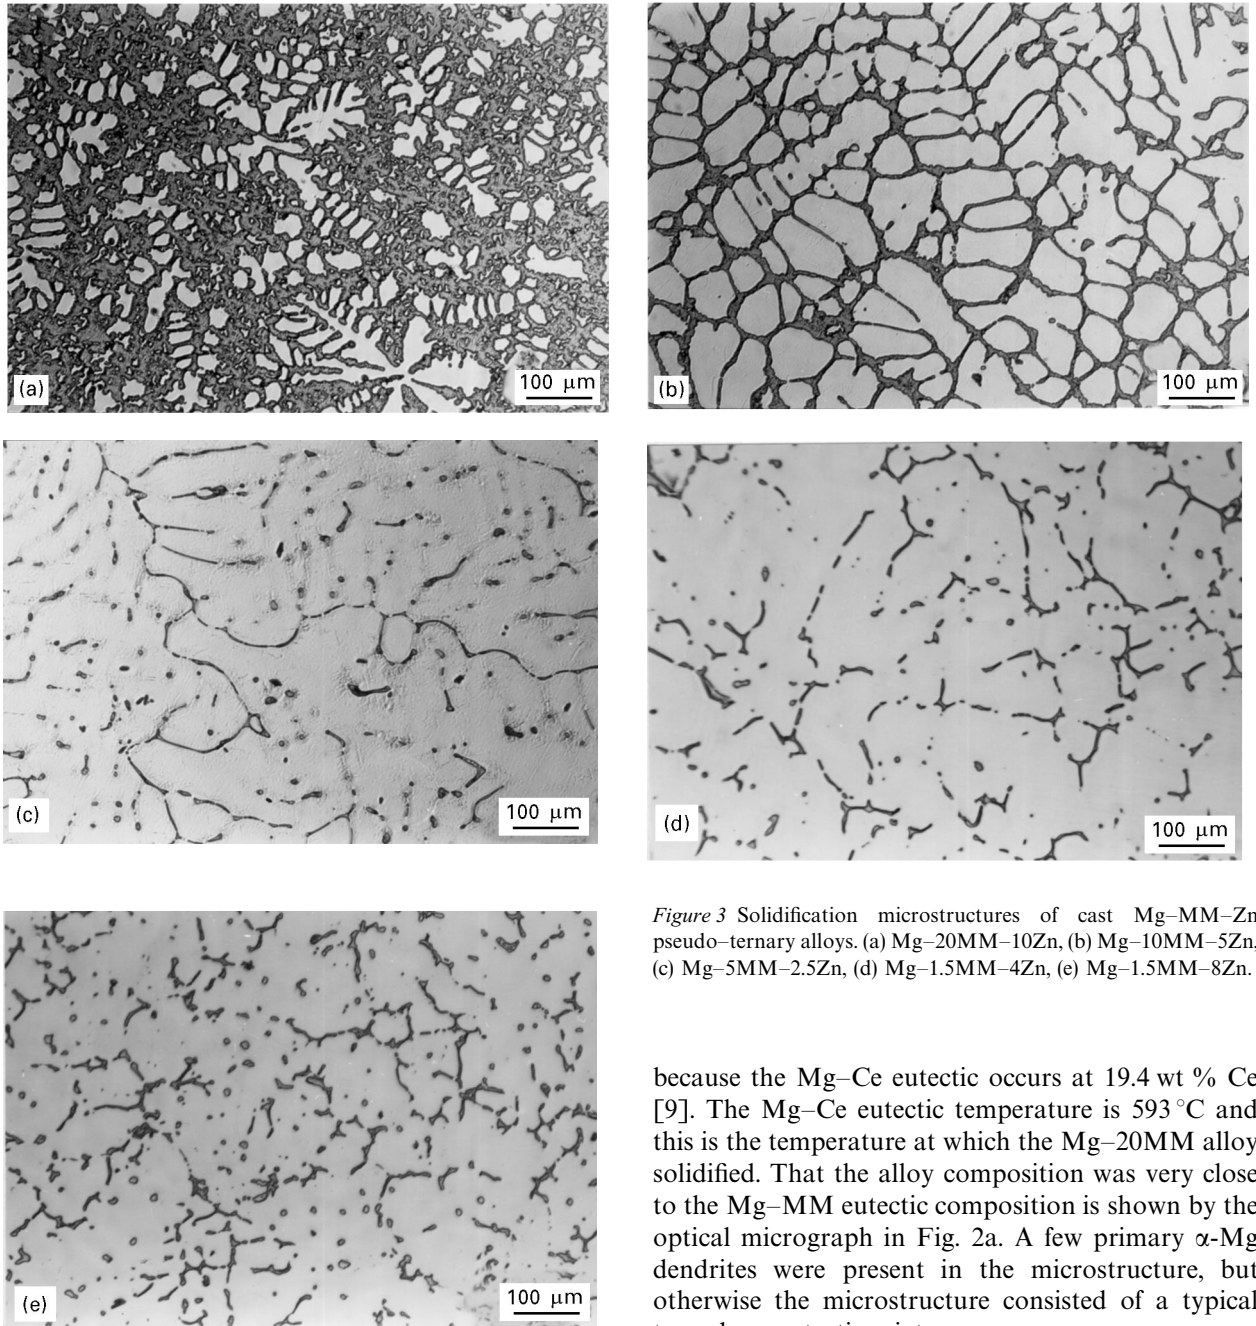 (a)
100 μm
(b)
100 μm
(c)
100 μm
(d)
100 μm
(e)
100 μm
Figure 3 Solidification microstructures of cast Mg–MM–Zn
pseudo–ternary alloys. (a) Mg–20MM–10Zn, (b) Mg–10MM–5Zn,
(c) Mg–5MM–2.5Zn, (d) Mg–1.5MM–4Zn, (e) Mg–1.5MM–8Zn.
because the Mg–Ce eutectic occurs at 19.4 wt % Ce
[9]. The Mg–Ce eutectic temperature is 593 °C and
this is the temperature at which the Mg–20MM alloy
solidified. That the alloy composition was very close
to the Mg–MM eutectic composition is shown by the
optical micrograph in Fig. 2a. A few primary α-Mg
dendrites were present in the microstructure, but
otherwise the microstructure consisted of a typical